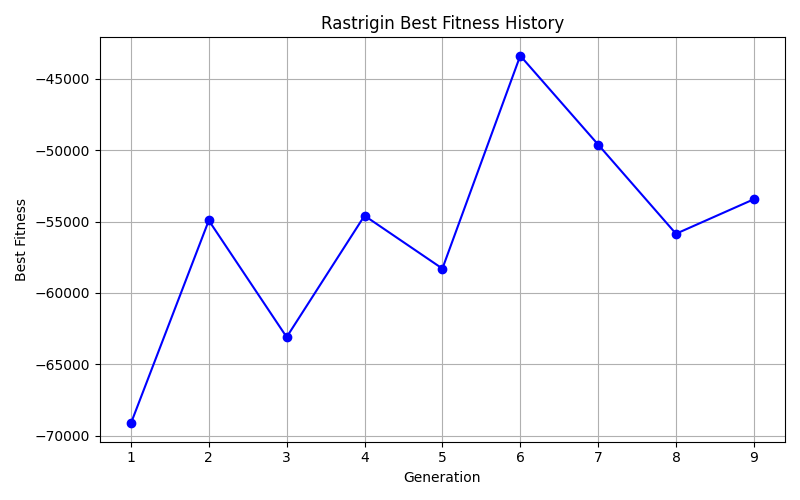 Rastrigin Best Fitness History
Best Fitness
−45000
−50000
−55000
−60000
−65000
−70000
1 2 3 4 5 6 7 8 9
Generation